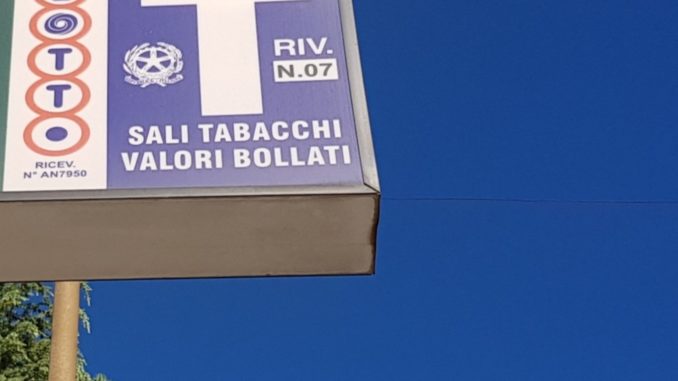 OTTO
T
RIV.
N.07
SALI TABACCHI
VALORI BOLLATI
RICEV.
N° AN7950